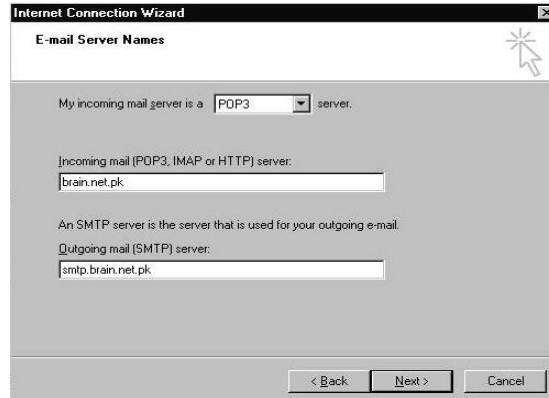 Internet Connection Wizard
E-mail Server Names
My incoming mail server is a POP3 server.
Incoming mail (POP3, IMAP or HTTP) server:
brain.net.pk
An SMTP server is the server that is used for your outgoing e-mail.
Outgoing mail (SMTP) server:
smtp.brain.net.pk
< Back Next > Cancel